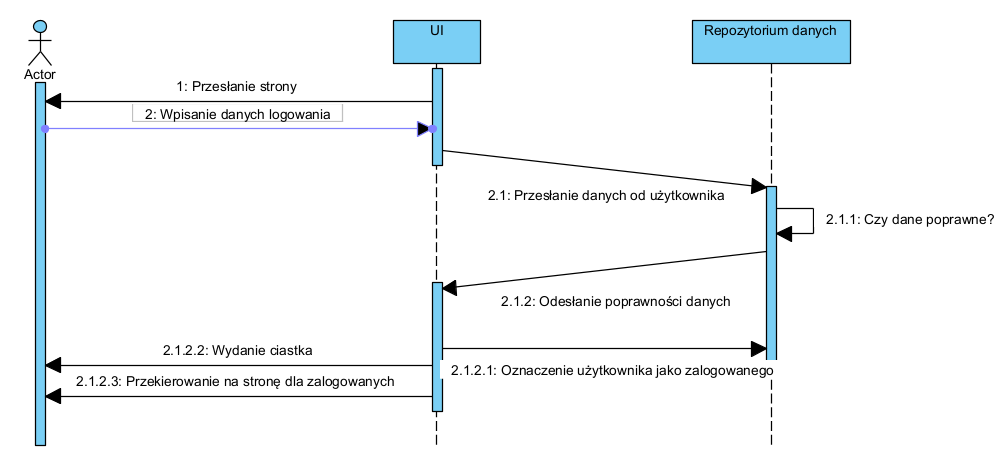 UI
Repozytorium danych
Actor
1: Przesłanie strony
2: Wpisanie danych logowania
2.1: Przesłanie danych od użytkownika
2.1.1: Czy dane poprawne?
2.1.2: Odesłanie poprawności danych
2.1.2.2: Wydanie ciastka
2.1.2.1: Oznaczenie użytkownika jako zalogowanego
2.1.2.3: Przekierowanie na stronę dla zalogowanych